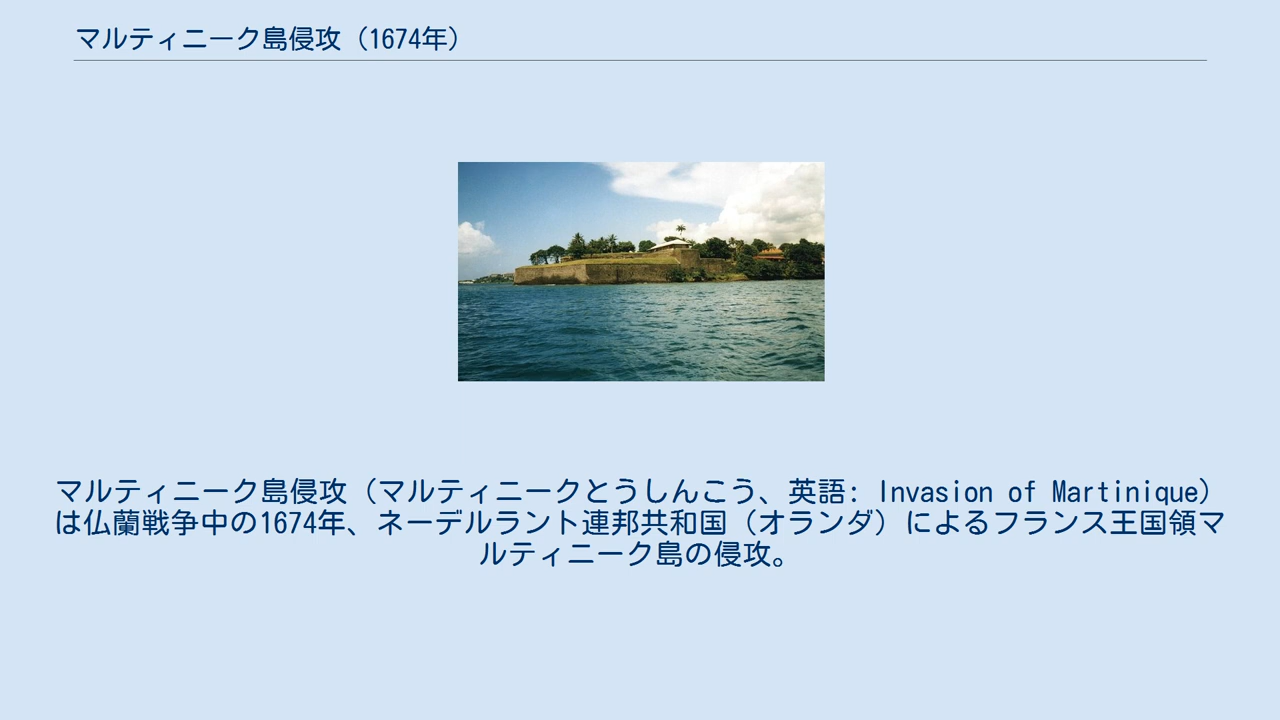 マルティニーク島侵攻（1674年）
マルティニーク島侵攻（マルティニークとうしんこう、英語: Invasion of Martinique）
は仏蘭戦争中の1674年、ネーデルラント連邦共和国（オランダ）によるフランス王国領マ
ルティニーク島の侵攻。